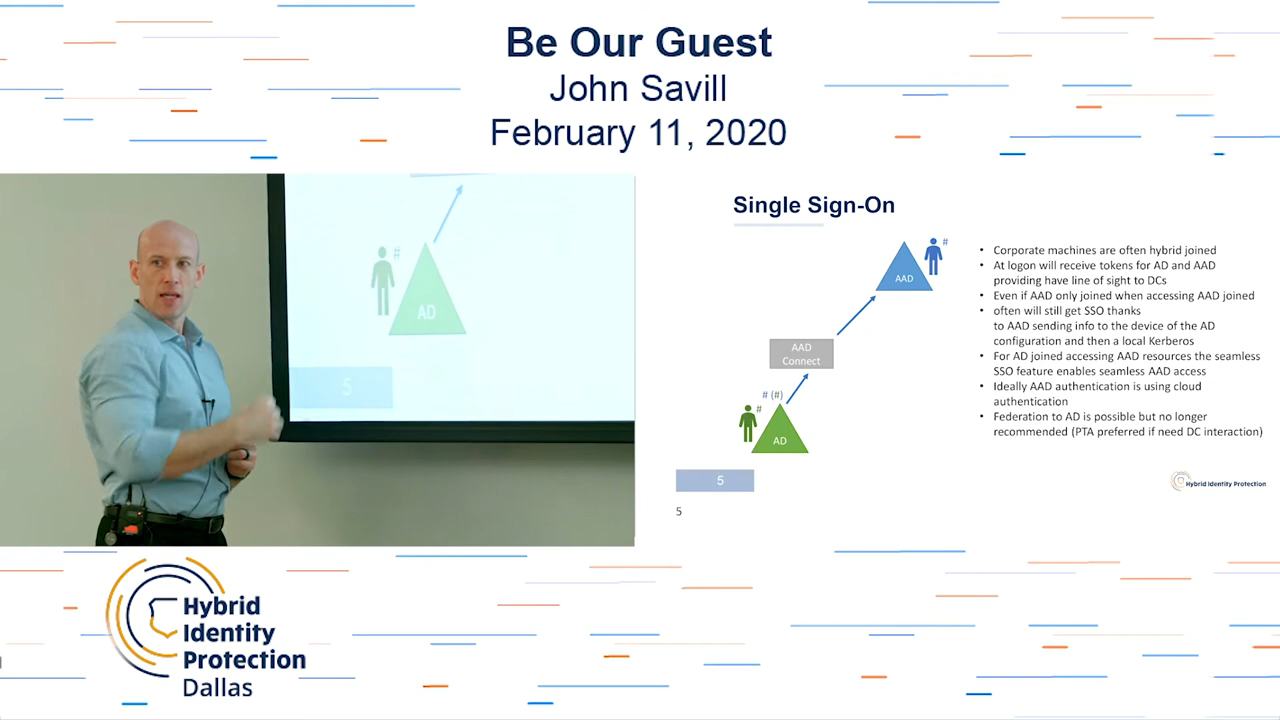 Be Our Guest
John Savill
February 11, 2020
#
AD
5
Single Sign-On
#
AAD
AAD
Connect
# (#)
#
AD
5
5
• Corporate machines are often hybrid joined
• At logon will receive tokens for AD and AAD
providing have line of sight to DCs
• Even if AAD only joined when accessing AAD joined
• often will still get SSO thanks
to AAD sending info to the device of the AD
configuration and then a local Kerberos
• For AD joined accessing AAD resources the seamless
SSO feature enables seamless AAD access
• Ideally AAD authentication is using cloud
authentication
• Federation to AD is possible but no longer
recommended (PTA preferred if need DC interaction)
Hybrid Identity Protection
Hybrid
Identity
Protection
Dallas